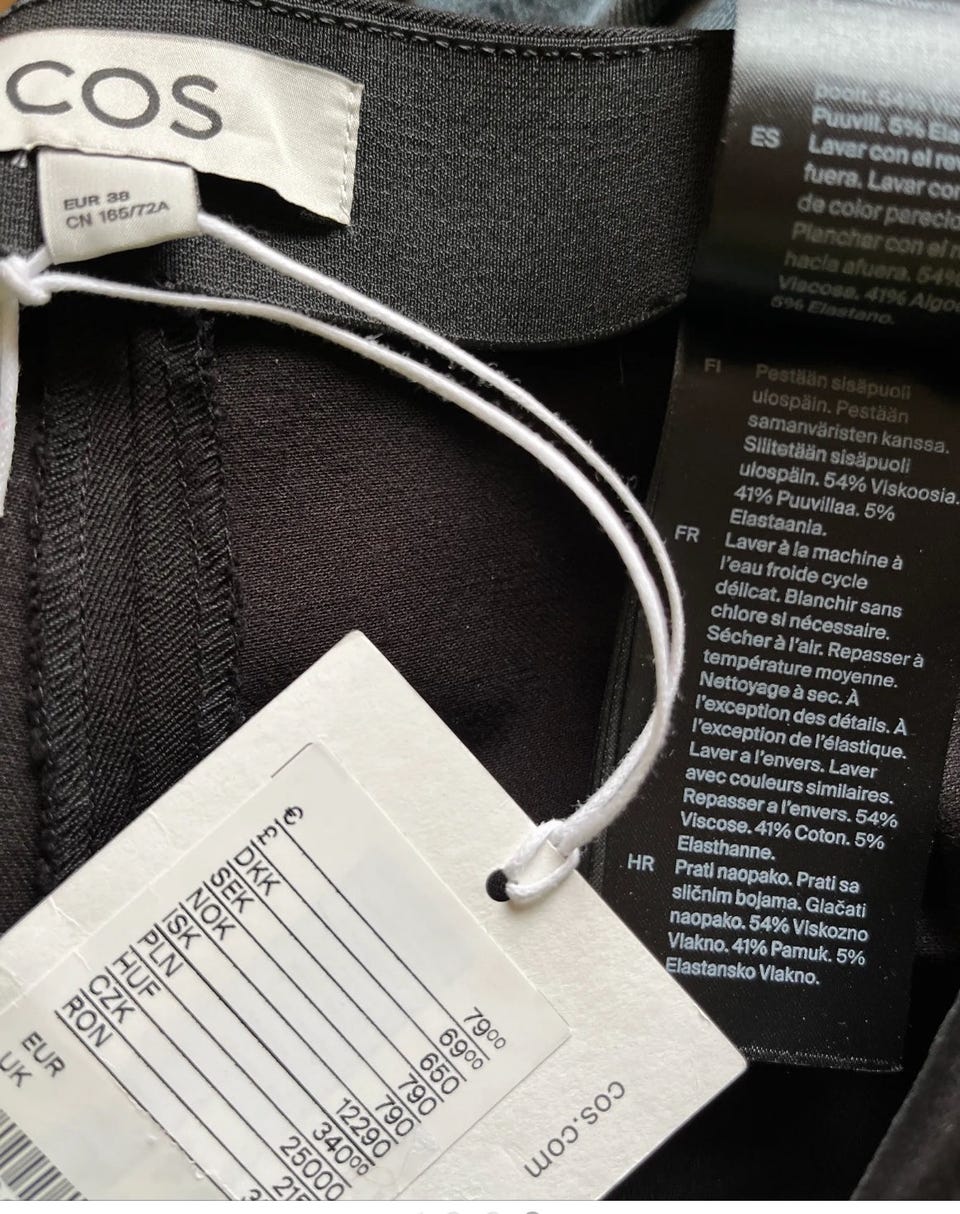 COS
EUR 38
CN 165/72A
Puuvill. 5% Ela
ES
Lavar con el rev
fuera. Lavar con
de color parecido
Planchar con el r
hacia afuera. 54%
Viscosa. 41% Algo
5% Elastano.
FI
Pestään sisäpuoli
ulospäin. Pestään
samanväristen kanssa.
Silitetään sisäpuoli
ulospäin. 54% Viskoosia.
41% Puuvillaa. 5%
Elastaania.
FR
Laver à la machine à
l'eau froide cycle
délicat. Blanchir sans
chlore si nécessaire.
Sécher à l'air. Repasser à
température moyenne.
Nettoyage à sec. À
l'exception des détails. À
l'exception de l'élastique.
Laver a l'envers. Laver
avec couleurs similaires.
Repasser a l'envers. 54%
Viscose. 41% Coton. 5%
Elasthanne.
HR
Prati naopako. Prati sa
sličnim bojama. Glačati
naopako. 54% Viskozno
Vlakno. 41% Pamuk. 5%
Elastansko Vlakno.
€ 7900
£ 6900
DKK 650
SEK 790
NOK 790
ISK 12290
PLN 34000
HUF 25000
CZK
RON
EUR
UK
cos.com